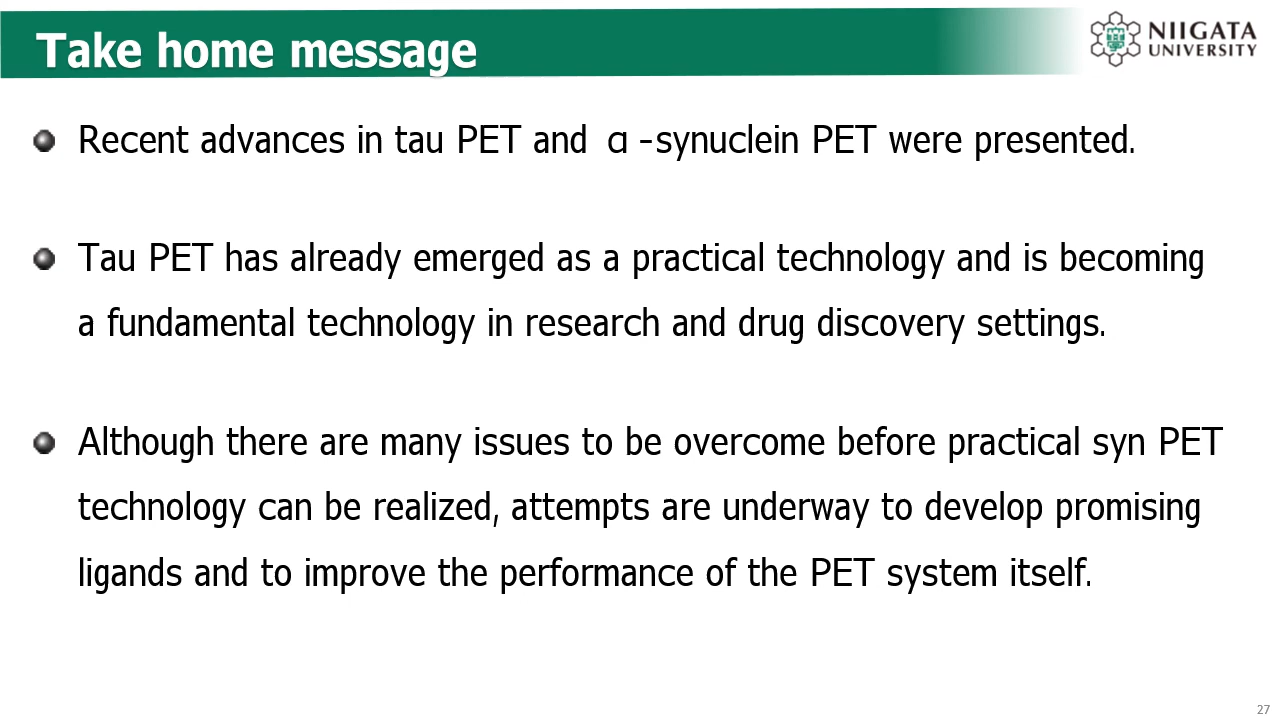 Take home message
NIIGATA
UNIVERSITY
Recent advances in tau PET and α-synuclein PET were presented.
Tau PET has already emerged as a practical technology and is becoming
a fundamental technology in research and drug discovery settings.
Although there are many issues to be overcome before practical syn PET
technology can be realized, attempts are underway to develop promising
ligands and to improve the performance of the PET system itself.
27